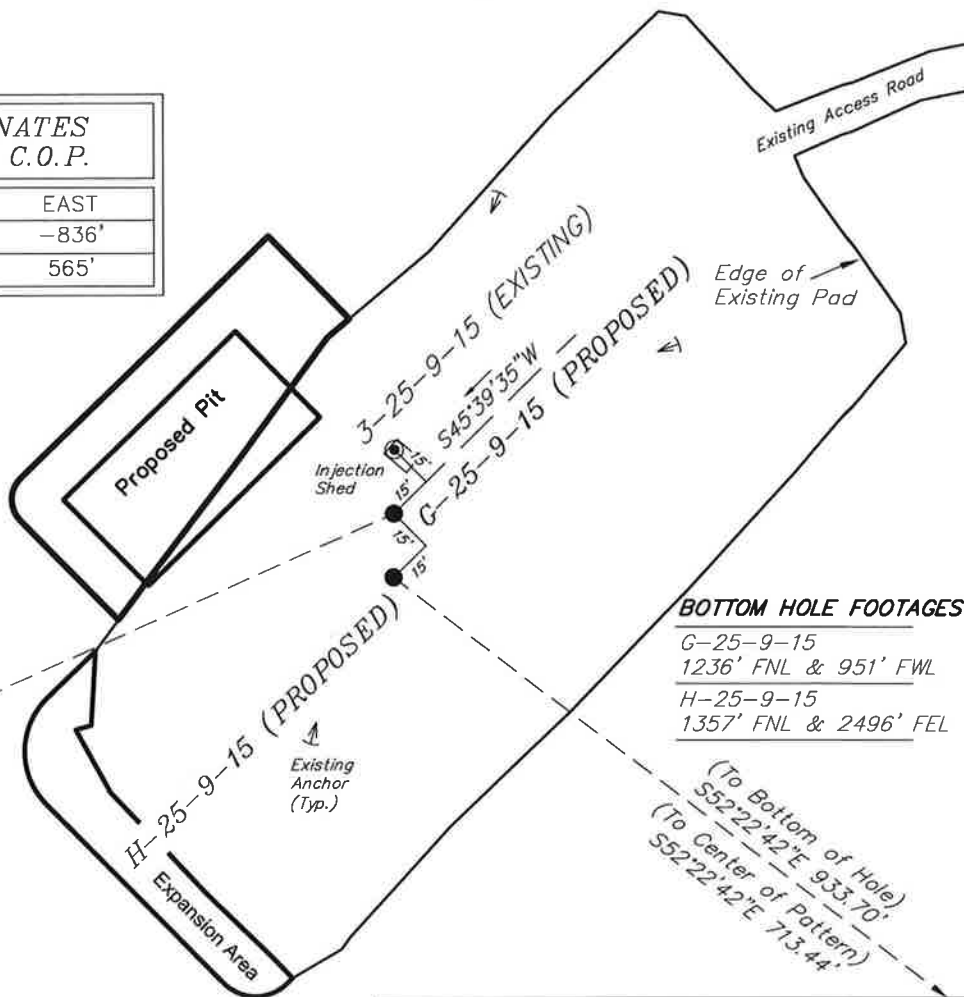 NATES
C.O.P.
EAST
-836'
565'
Existing Access Road
Edge of
Existing Pad
3-25-9-15 (EXISTING)
S45°39'35"W
G-25-9-15 (PROPOSED)
Proposed Pit
Injection
Shed
15'
15'
15'
15'
H-25-9-15 (PROPOSED)
Existing
Anchor
(Typ.)
Expansion Area
BOTTOM HOLE FOOTAGES
G-25-9-15
1236' FNL & 951' FWL
H-25-9-15
1357' FNL & 2496' FEL
(To Bottom of Hole)
S52°22'42"E 933.70'
(To Center of Pattern)
S52°22'42"E 713.44'